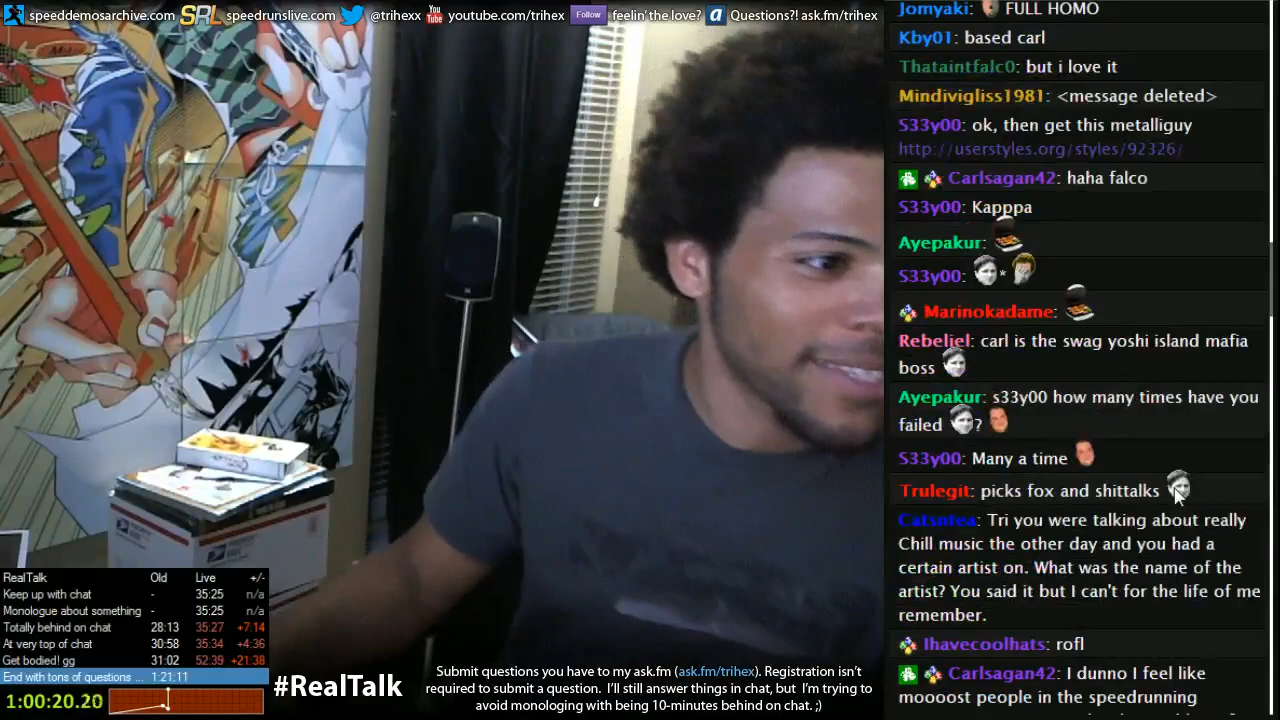 speeddemosarchive.com SRL speedrunslive.com @trihexx You Tube youtube.com/trihex Follow feelin' the love? a Questions?! ask.fm/trihex
Jomyaki: FULL HOMO
Kby01: based carl
Thataintfalc0: but i love it
Mindivigliss1981: <message deleted>
S33y00: ok, then get this metalliguy
http://userstyles.org/styles/92326/
Carlsagan42: haha falco
S33y00: Kapppa
Ayepakur:
S33y00: *
Marinokadame:
Rebeliel: carl is the swag yoshi island mafia
boss
Ayepakur: s33y00 how many times have you
failed ?
S33y00: Many a time
Trulegit: picks fox and shittalks
Catsntea: Tri you were talking about really
Chill music the other day and you had a
certain artist on. What was the name of the
artist? You said it but I can't for the life of me
remember.
Ihavecoolhats: rofl
Carlsagan42: I dunno I feel like
moooost people in the speedrunning
RealTalk Old Live +/-
Keep up with chat - 35:25 n/a
Monologue about something - 35:25 n/a
Totally behind on chat 28:13 35:27 +7:14
At very top of chat 30:58 35:34 +4:36
Get bodied! gg 31:02 52:39 +21:38
End with tons of questions ... 1:21:11
1:00:20.20
#RealTalk
Submit questions you have to my ask.fm (ask.fm/trihex). Registration isn't
required to submit a question. I'll still answer things in chat, but I'm trying to
avoid monologing with being 10-minutes behind on chat. ;)